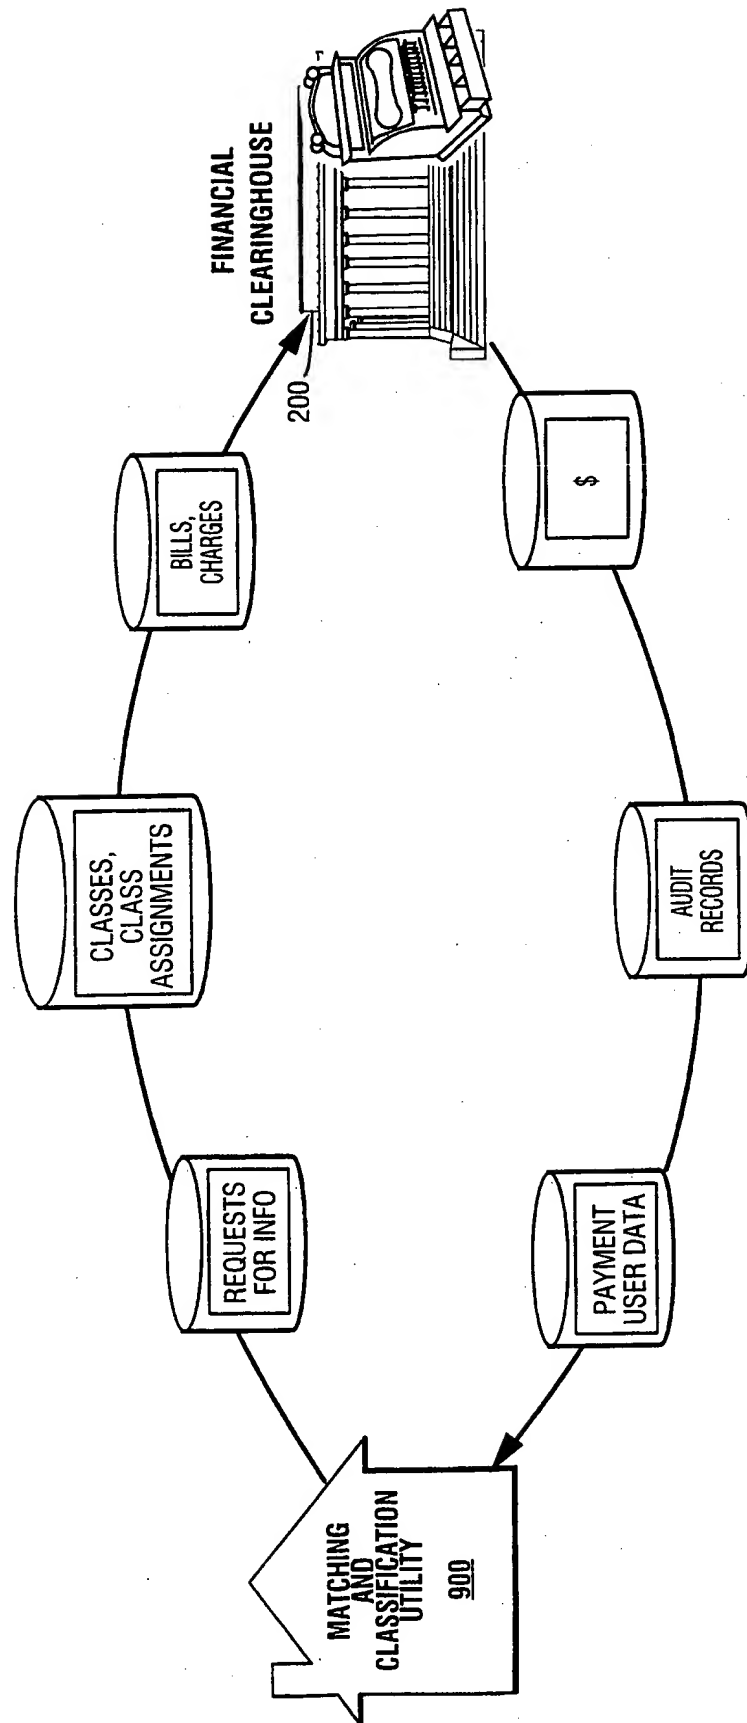 FINANCIAL
CLEARINGHOUSE
200
BILLS,
CHARGES
CLASSES,
CLASS
ASSIGNMENTS
REQUESTS
FOR INFO
MATCHING
AND
CLASSIFICATION
UTILITY
900
$
AUDIT
RECORDS
PAYMENT
USER DATA